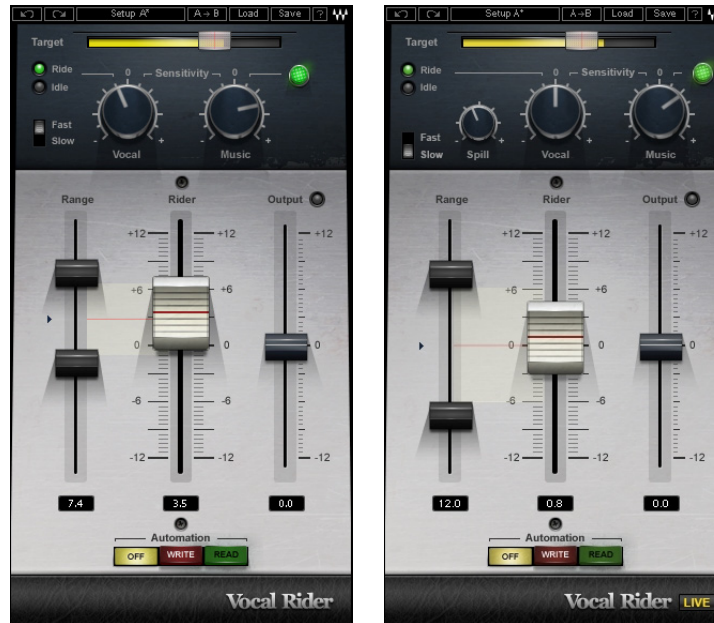 Setup A*
A→B
Load
Save
?
Target
Ride
Idle
0
Sensitivity
0
Fast
Slow
-
+
-
+
Vocal
Music
Range
Rider
Output
+12
+12
+12
+6
+6
0
0
0
-6
-6
-12
-12
-12
7.4
3.5
0.0
Automation
OFF
WRITE
READ
Vocal Rider
Setup A*
A→B
Load
Save
?
Target
Ride
Idle
0
Sensitivity
0
Fast
Slow
-
+
-
+
-
Spill
Vocal
Music
Range
Rider
Output
+12
+12
+12
+6
+6
0
0
0
-6
-6
-12
-12
-12
12.0
0.8
0.0
Automation
OFF
WRITE
READ
Vocal Rider LIVE